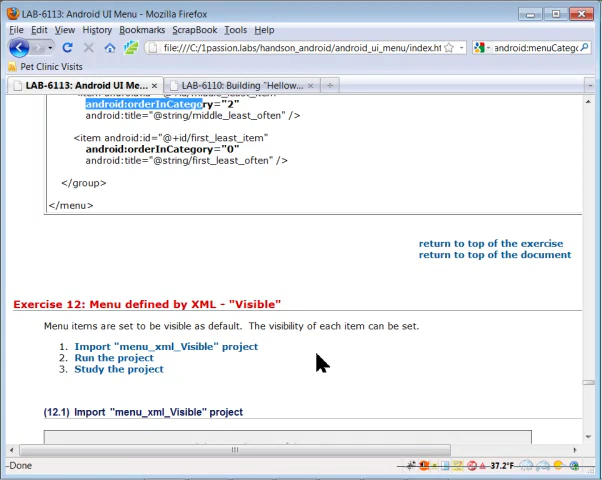 LAB-6113: Android UI Menu - Mozilla Firefox
File Edit View History Bookmarks ScrapBook Tools Help
file:///C:/1passion.labs/handson_android/android_ui_menu/index.ht
android:menuCateg
Pet Clinic Visits
LAB-6113: Android UI Me...
LAB-6110: Building "Hellow...
android:orderInCategory="2"
android:title="@string/middle_least_often" />
<item android:id="@+id/first_least_item"
android:orderInCategory="0"
android:title="@string/first_least_often" />
</group>
</menu>
return to top of the exercise
return to top of the document
Exercise 12: Menu defined by XML - "Visible"
Menu items are set to be visible as default. The visibility of each item can be set.
1. Import "menu_xml_Visible" project
2. Run the project
3. Study the project
(12.1) Import "menu_xml_Visible" project
Done
37.2°F